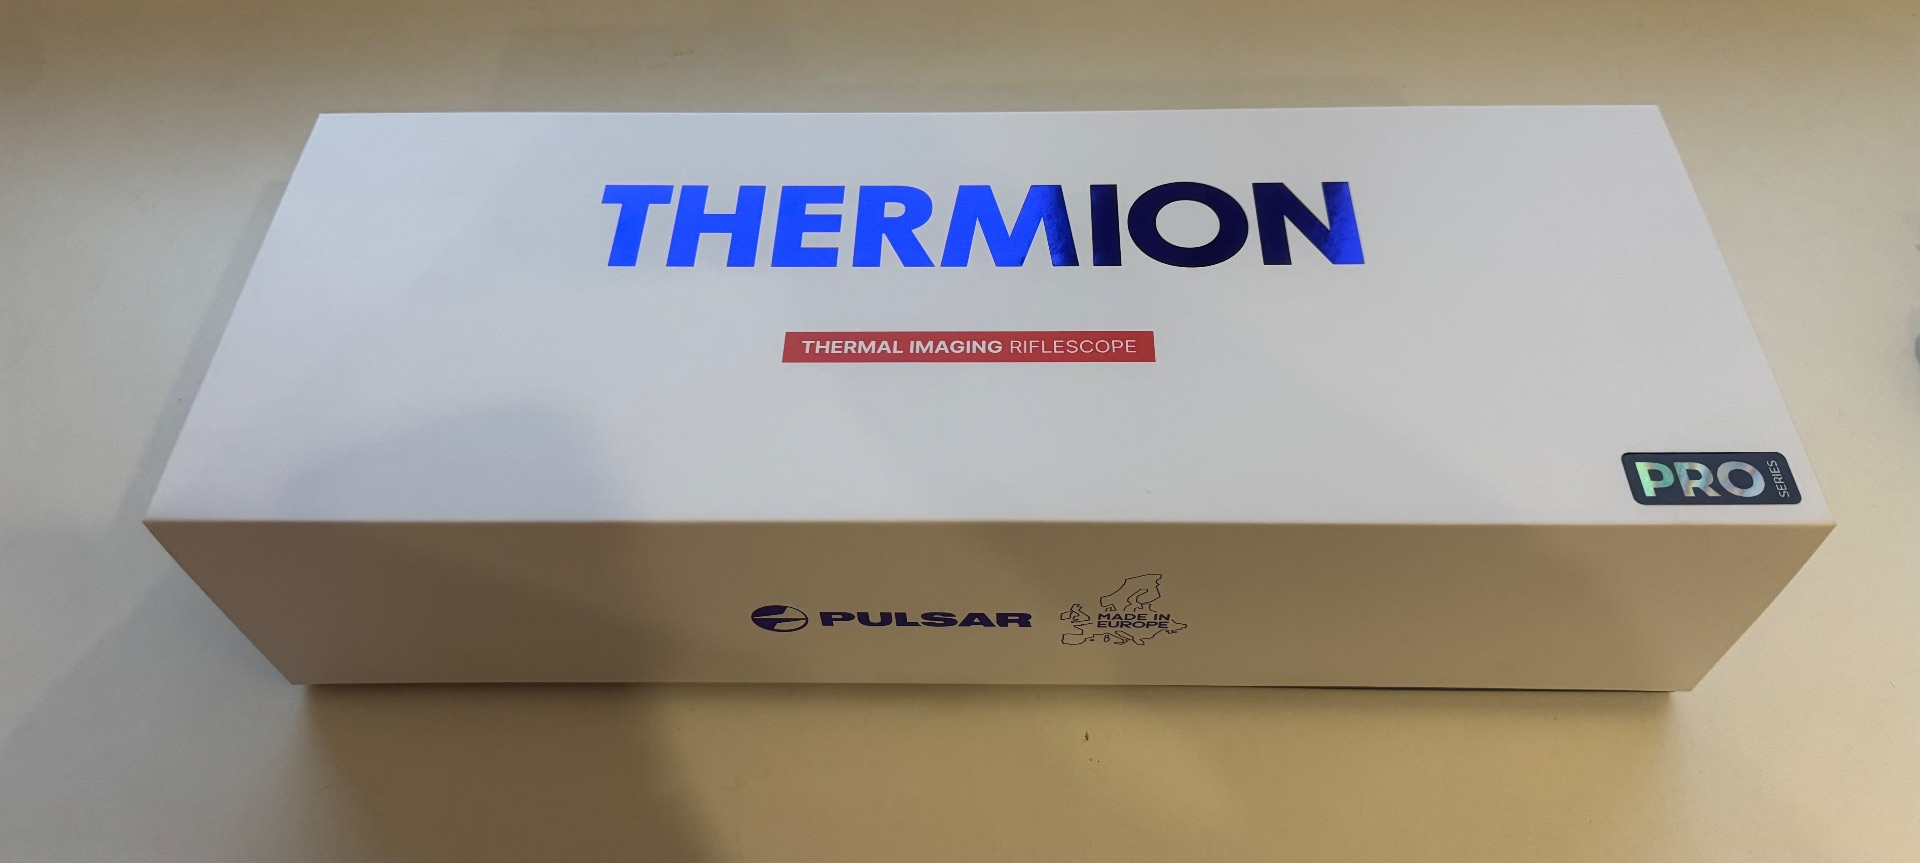 THERMION
THERMAL IMAGING RIFLESCOPE
PRO SERIES
PULSAR
MADE IN
EUROPE